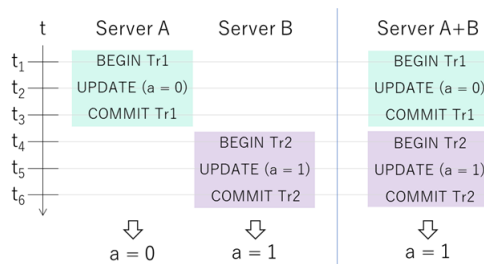 t Server A Server B Server A+B
t1 BEGIN Tr1 BEGIN Tr1
t2 UPDATE (a = 0) UPDATE (a = 0)
t3 COMMIT Tr1 COMMIT Tr1
t4 BEGIN Tr2 BEGIN Tr2
t5 UPDATE (a = 1) UPDATE (a = 1)
t6 COMMIT Tr2 COMMIT Tr2
a = 0 a = 1 a = 1